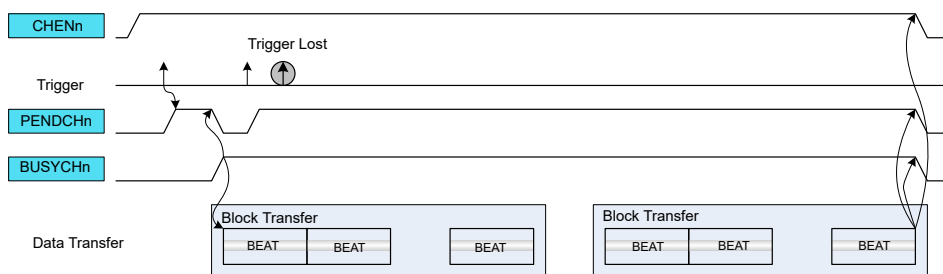 CHENn
Trigger Lost
Trigger
PENDCHn
BUSYCHn
Block Transfer
Block Transfer
Data Transfer
BEAT
BEAT
BEAT
BEAT
BEAT
BEAT